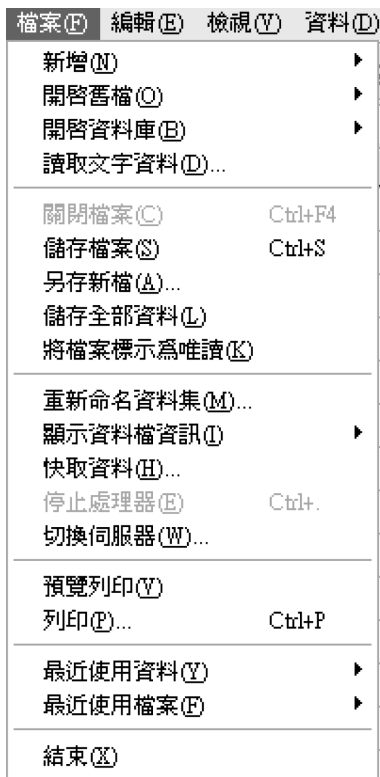 檔案(F) 編輯(E) 檢視(V) 資料(D)
新增(N)
開啓舊檔(O)
開啓資料庫(B)
讀取文字資料(D)...
關閉檔案(C) Ctrl+F4
儲存檔案(S) Ctrl+S
另存新檔(A)...
儲存全部資料(L)
將檔案標示爲唯讀(K)
重新命名資料集(M)...
顯示資料檔資訊(I)
快取資料(H)...
停止處理器(E) Ctrl+.
切換伺服器(W)...
預覽列印(V)
列印(P)... Ctrl+P
最近使用資料(Y)
最近使用檔案(F)
結束(X)